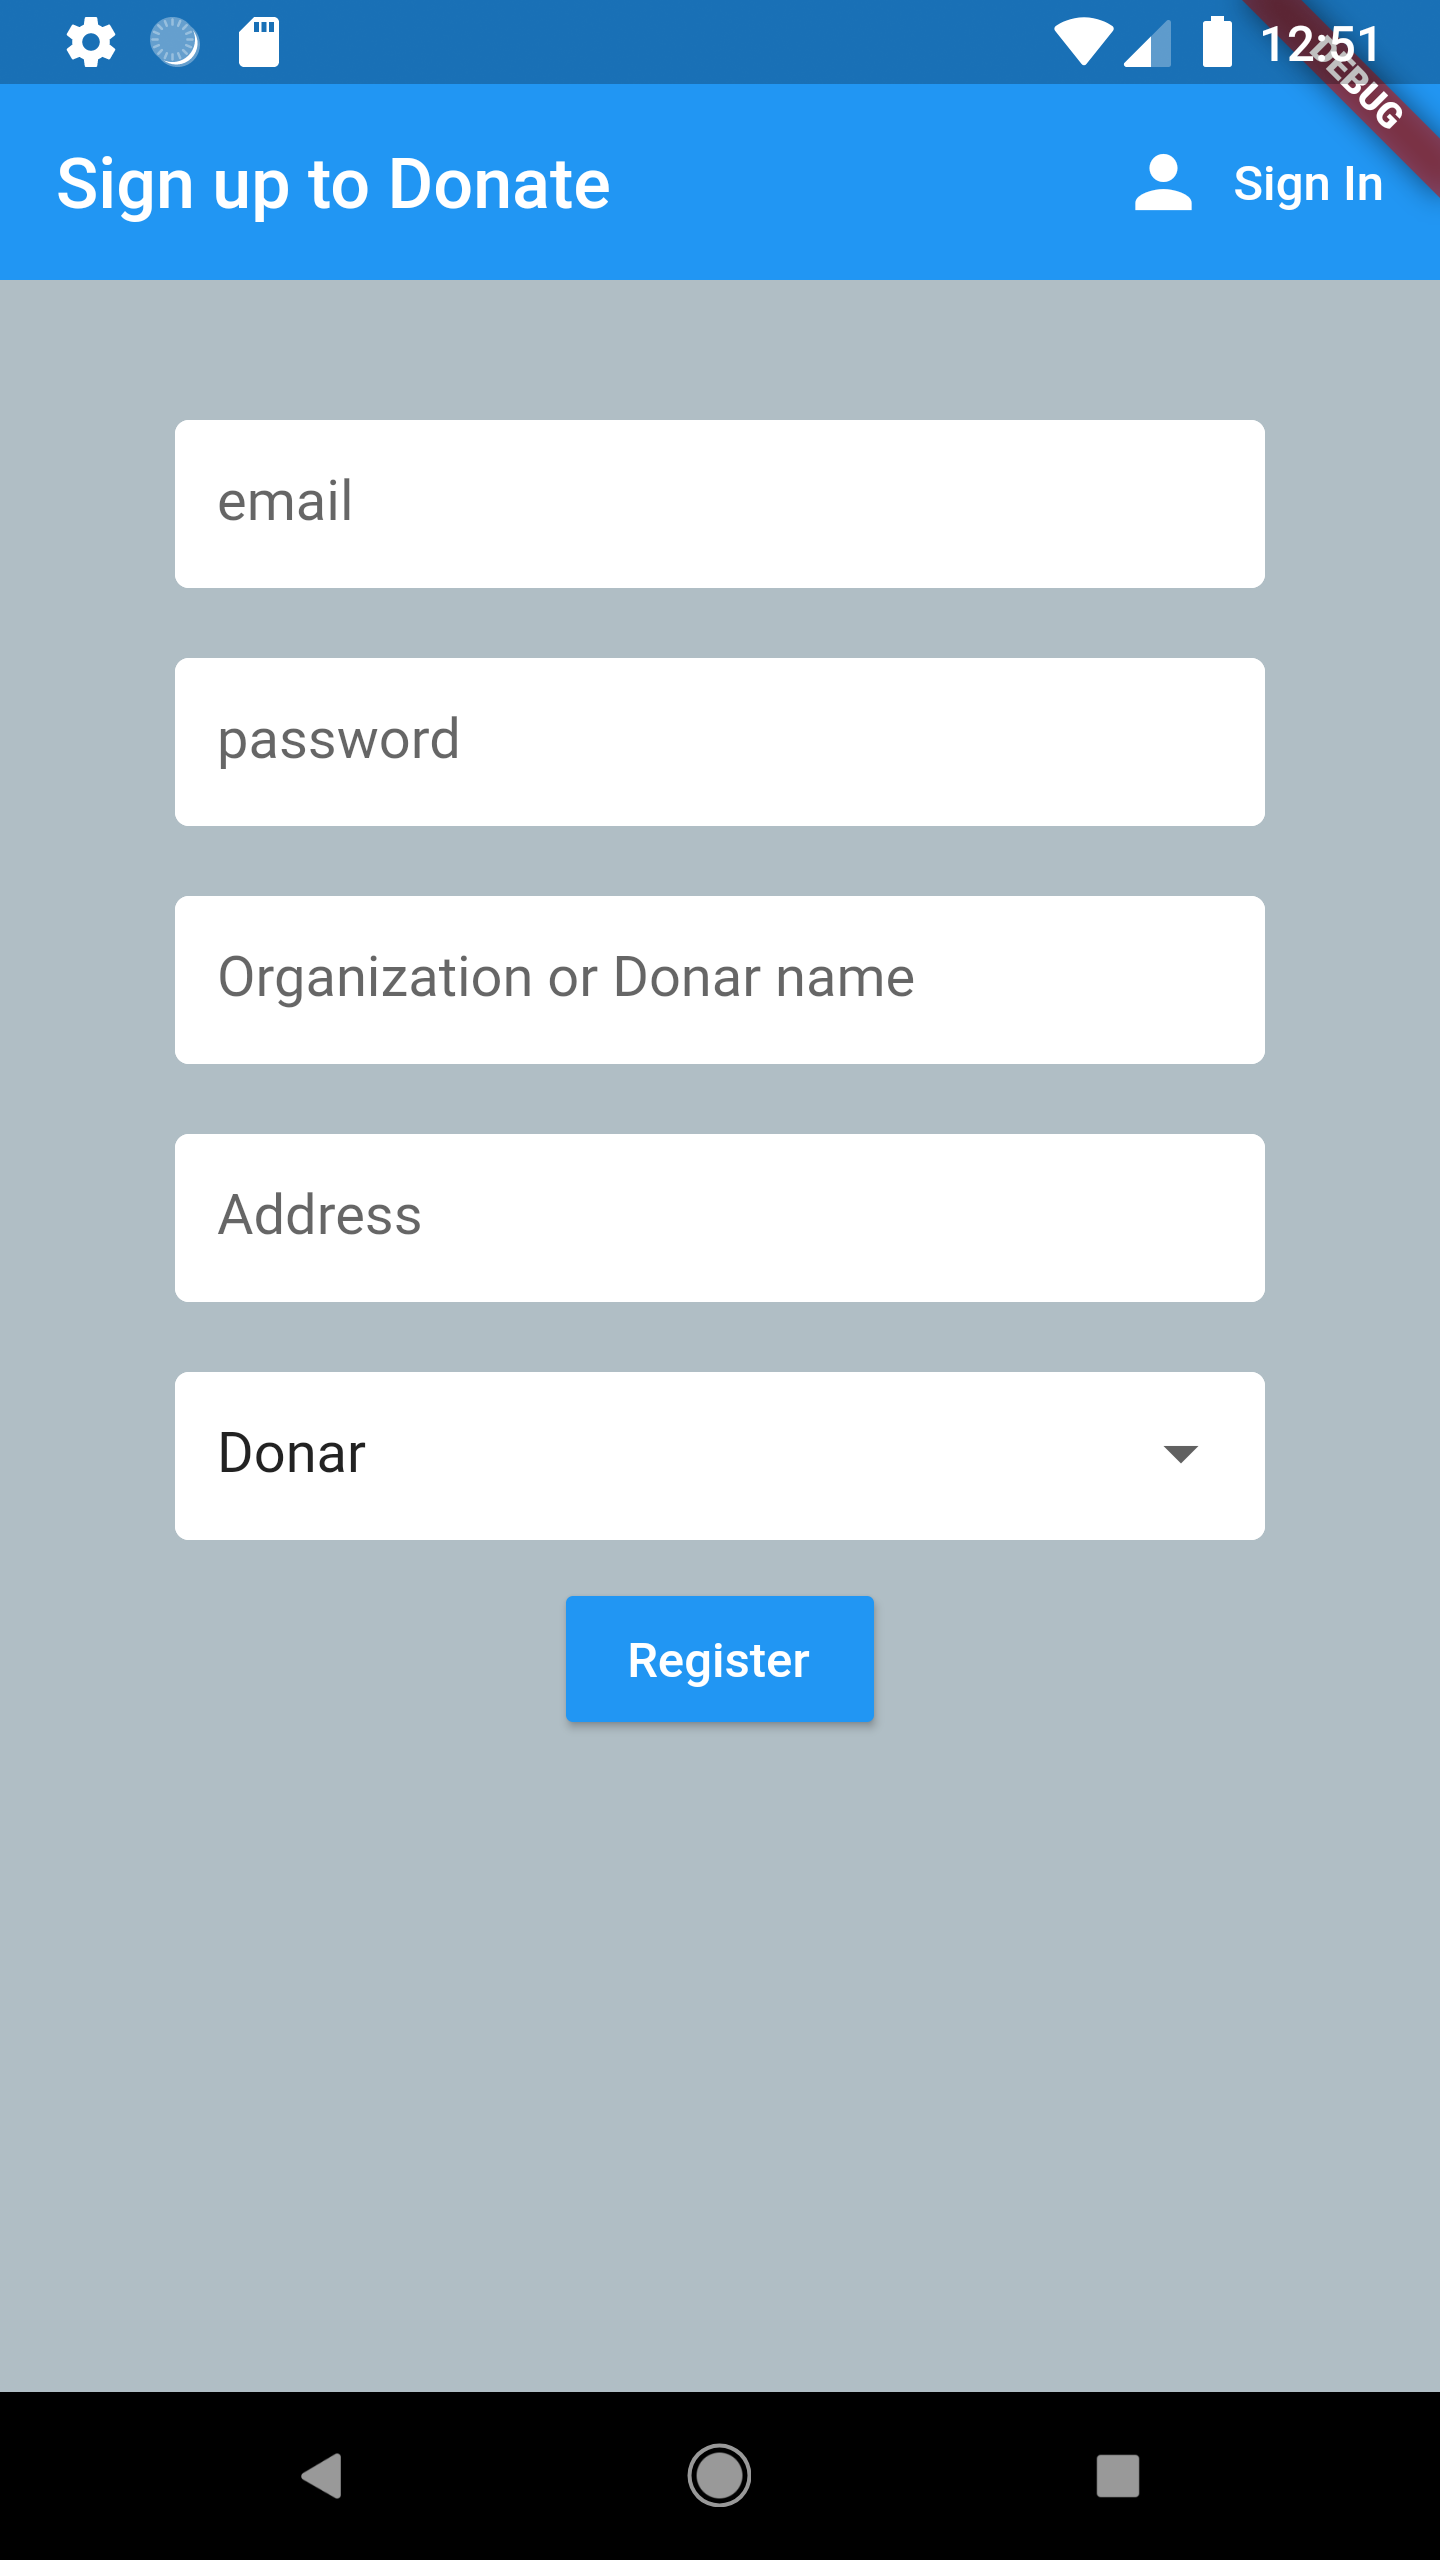 12:51
DEBUG
Sign up to Donate
Sign In
email
password
Organization or Donar name
Address
Donar
Register